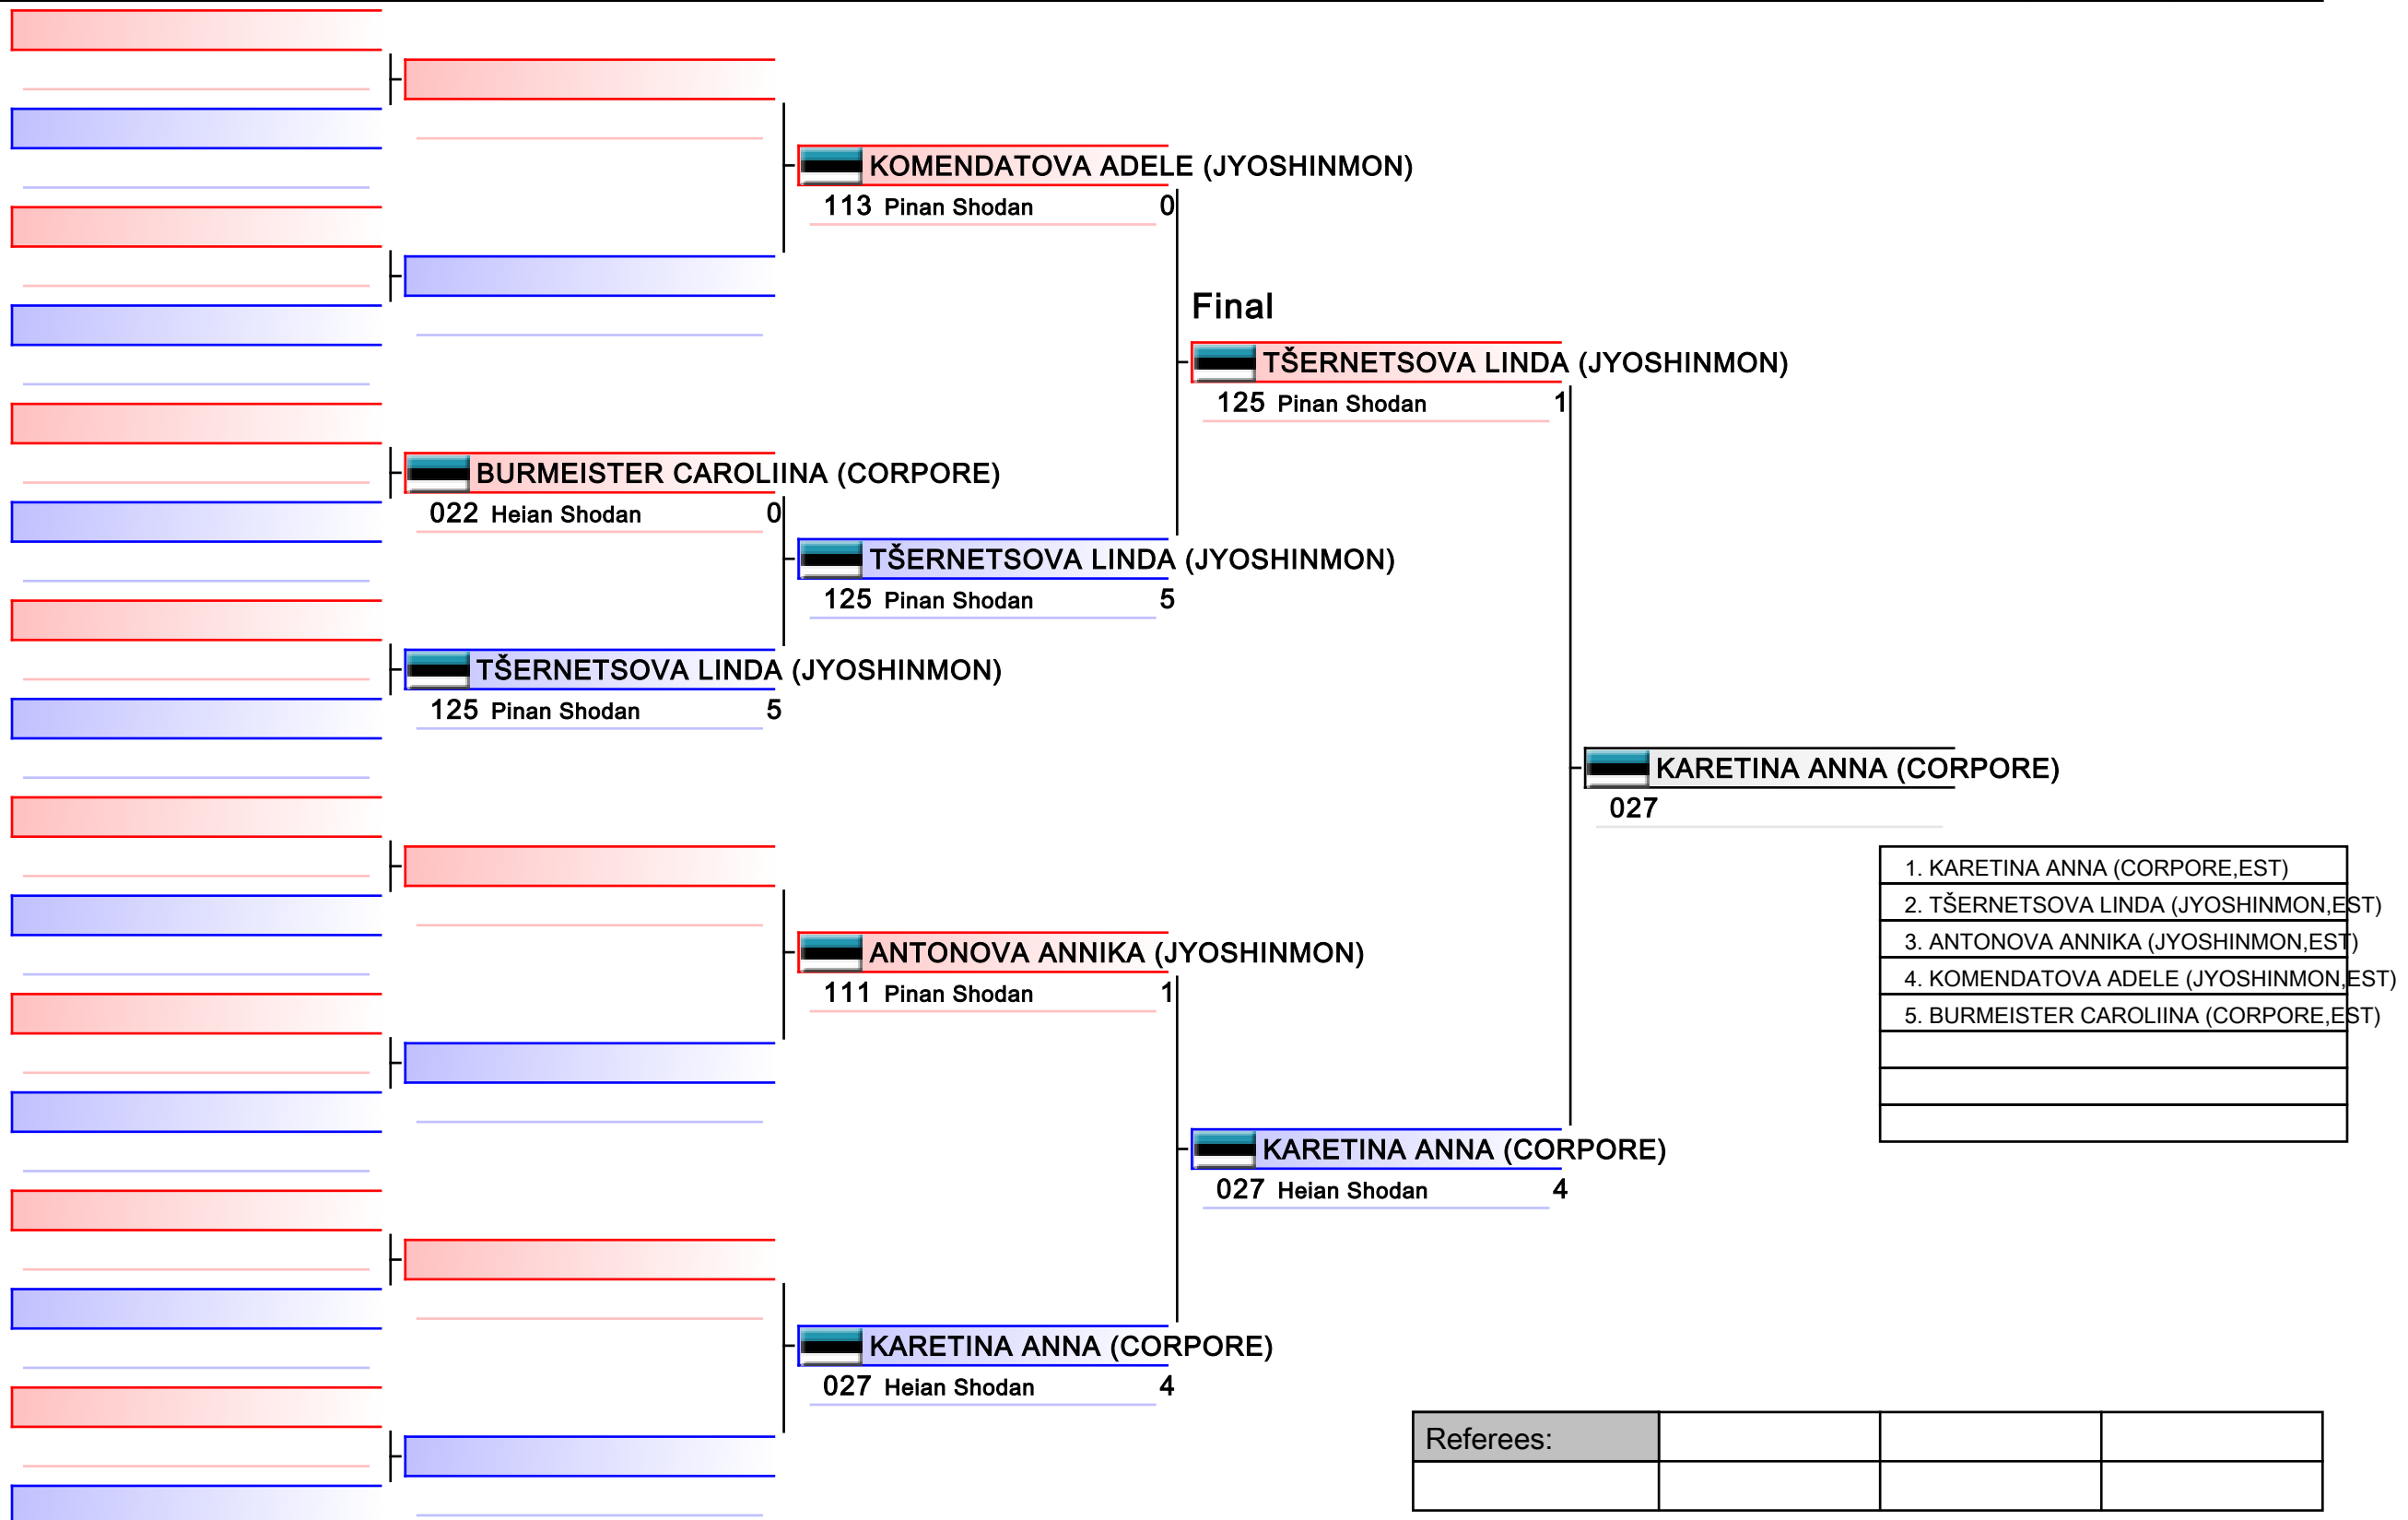 KOMENDATOVA ADELE (JYOSHINMON)
113 Pinan Shodan 0
Final
TŠERNETSOVA LINDA (JYOSHINMON)
125 Pinan Shodan 1
BURMEISTER CAROLIINA (CORPORE)
022 Heian Shodan 0
TŠERNETSOVA LINDA (JYOSHINMON)
125 Pinan Shodan 5
TŠERNETSOVA LINDA (JYOSHINMON)
125 Pinan Shodan 5
KARETINA ANNA (CORPORE)
027
1. KARETINA ANNA (CORPORE,EST)
2. TŠERNETSOVA LINDA (JYOSHINMON,EST)
3. ANTONOVA ANNIKA (JYOSHINMON,EST)
4. KOMENDATOVA ADELE (JYOSHINMON,EST)
5. BURMEISTER CAROLIINA (CORPORE,EST)
ANTONOVA ANNIKA (JYOSHINMON)
111 Pinan Shodan 1
KARETINA ANNA (CORPORE)
027 Heian Shodan 4
KARETINA ANNA (CORPORE)
027 Heian Shodan 4
Referees: